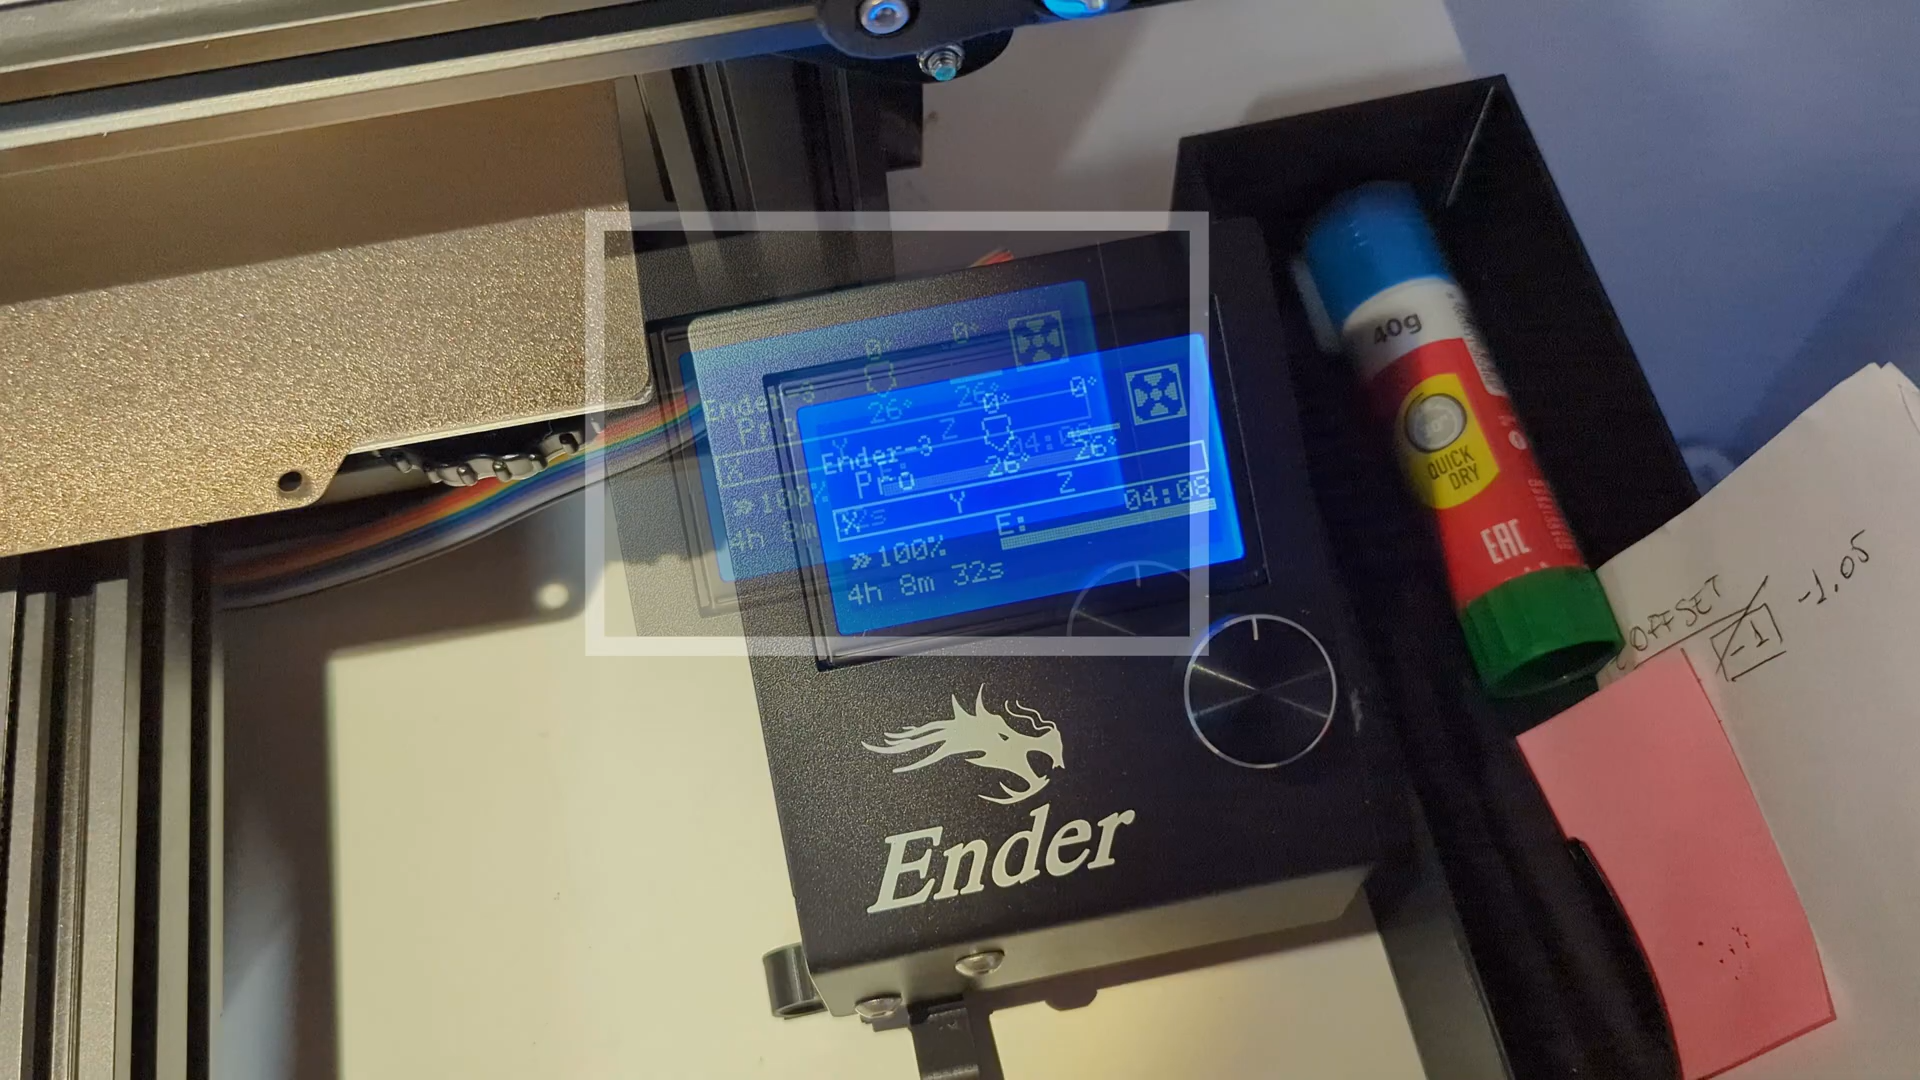 0° 0°
26° 26°
Ender-3
Pro
X Y Z
04:08
E:
»100%
4h 8m 32s
Ender
40g
QUICK
DRY
EAC
OFFSET
-1 -1.05